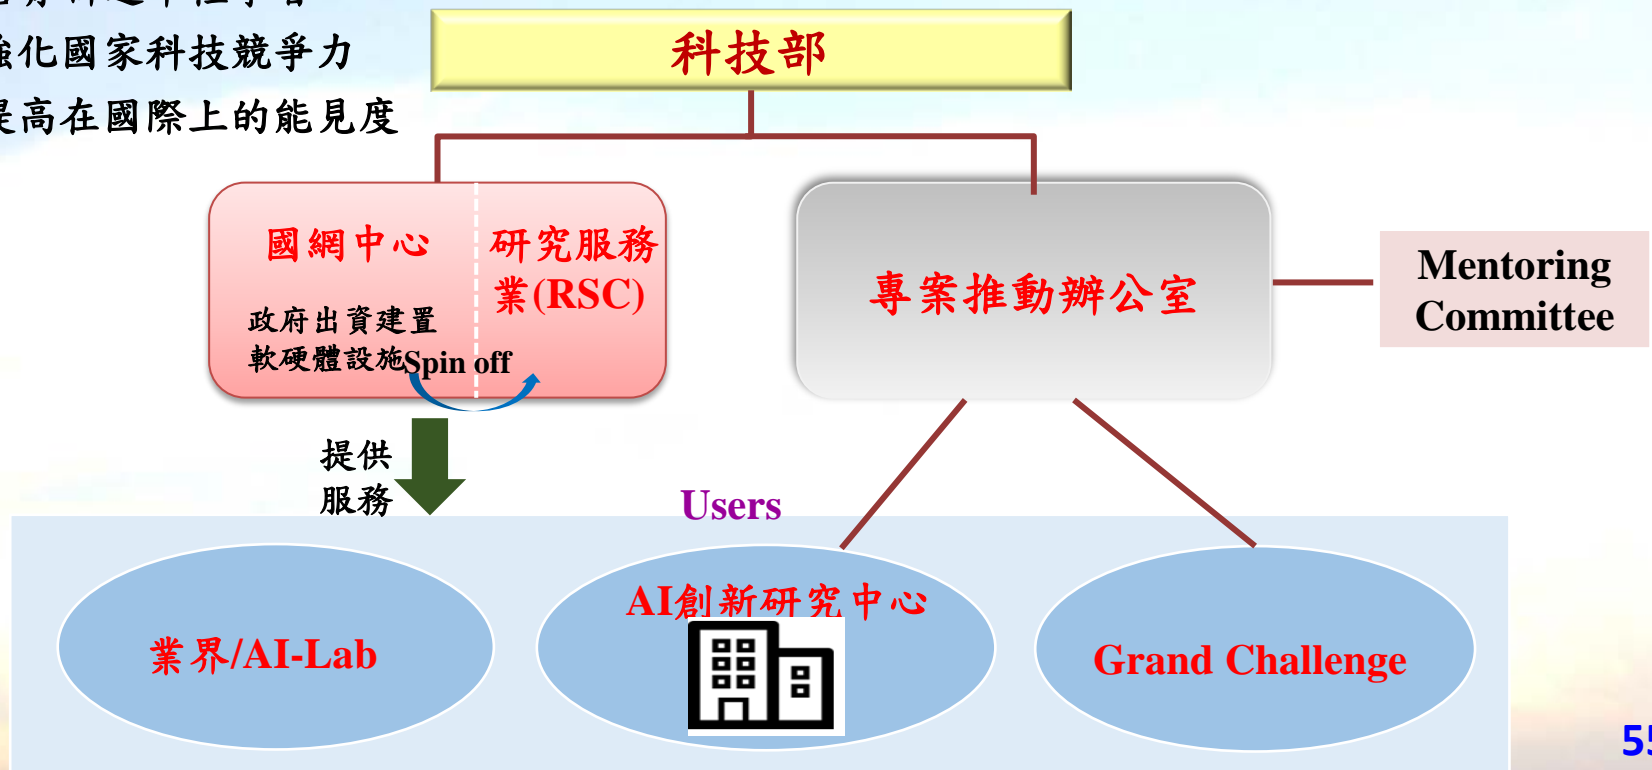 強化國家科技競爭力
提高在國際上的能見度
科技部
國網中心
政府出資建置
軟硬體設施
Spin off
研究服務
業(RSC)
專案推動辦公室
Mentoring
Committee
提供
服務
Users
業界/AI-Lab
AI創新研究中心
Grand Challenge
55